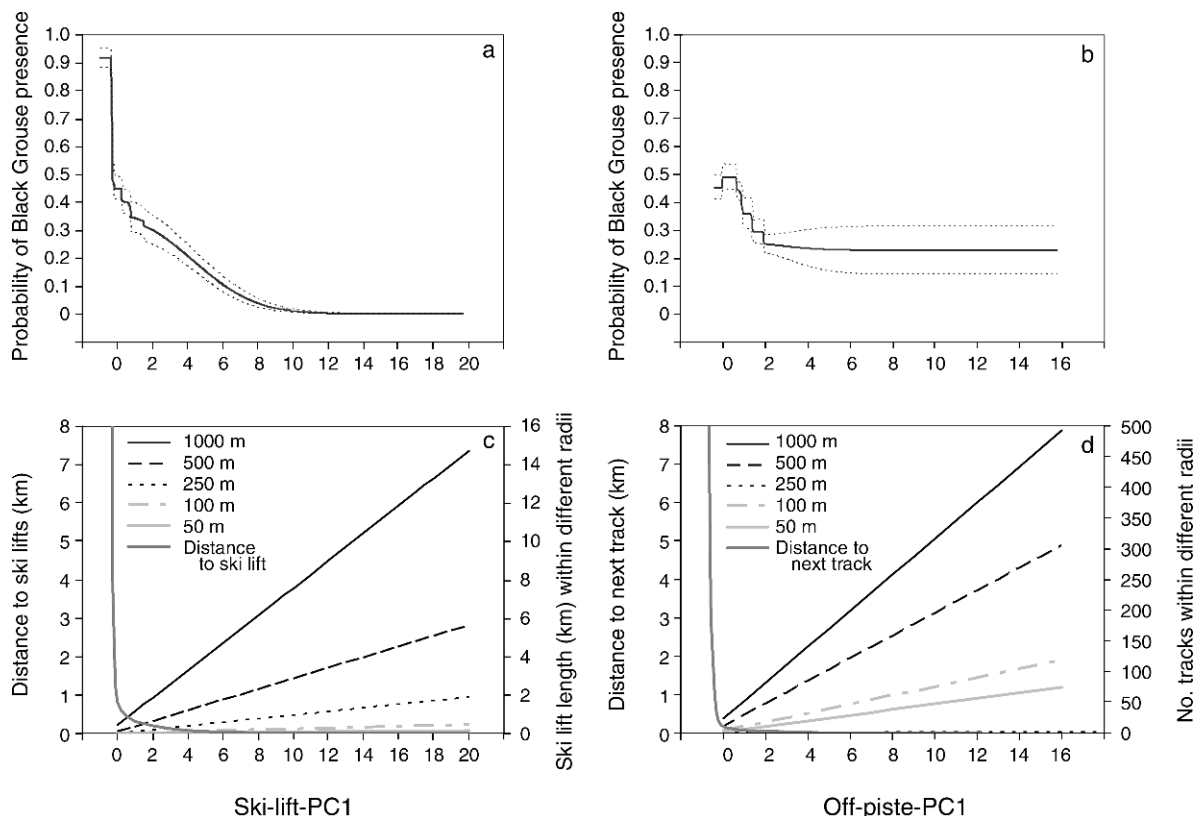 a
Probability of Black Grouse presence
1.0
0.9
0.8
0.7
0.6
0.5
0.4
0.3
0.2
0.1
0
0 2 4 6 8 10 12 14 16 18 20
b
Probability of Black Grouse presence
1.0
0.9
0.8
0.7
0.6
0.5
0.4
0.3
0.2
0.1
0
0 2 4 6 8 10 12 14 16
c
Distance to ski lifts (km)
8
7
6
5
4
3
2
1
0
1000 m
500 m
250 m
100 m
50 m
Distance
to ski lift
16
14
12
10
8
6
4
2
0
Ski lift length (km) within different radii
0 2 4 6 8 10 12 14 16 18 20
Ski-lift-PC1
d
Distance to next track (km)
8
7
6
5
4
3
2
1
0
1000 m
500 m
250 m
100 m
50 m
Distance to
next track
500
450
400
350
300
250
200
150
100
50
0
No. tracks within different radii
0 2 4 6 8 10 12 14 16
Off-piste-PC1